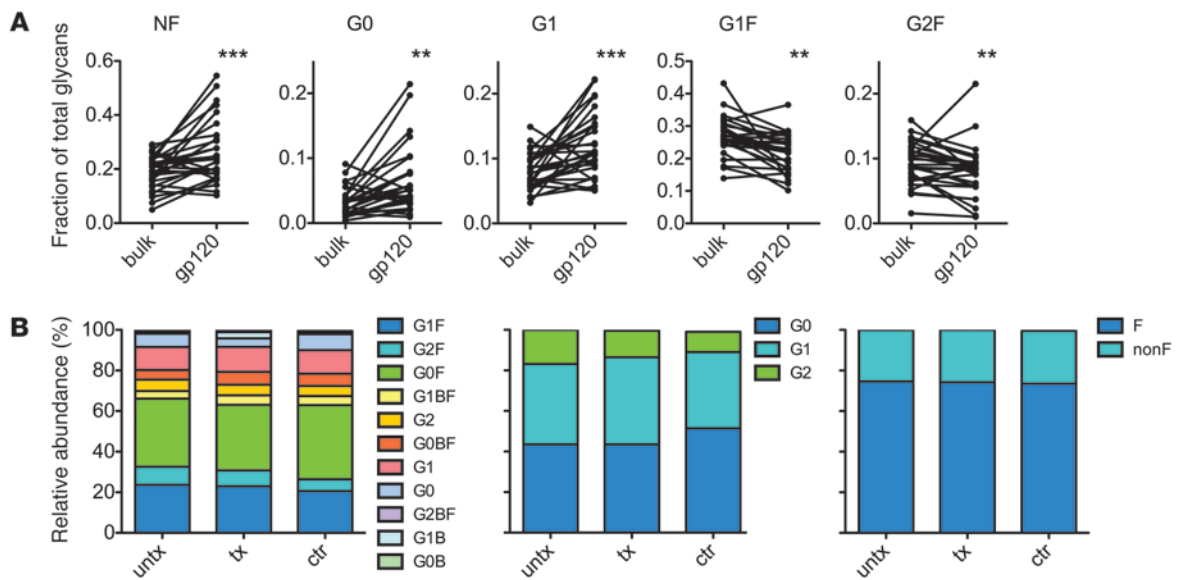 A
NF
G0
G1
G1F
G2F
Fraction of total glycans
0.6
0.4
0.2
0.0
***
bulk
gp120
0.2
0.1
0.0
**
bulk
gp120
0.2
0.1
0.0
***
bulk
gp120
0.5
0.4
0.3
0.2
0.1
0.0
**
bulk
gp120
0.2
0.1
0.0
**
bulk
gp120
B
Relative abundance (%)
100
80
60
40
20
0
untx
tx
ctr
G1F
G2F
G0F
G1BF
G2
G0BF
G1
G0
G2BF
G1B
G0B
untx
tx
ctr
G0
G1
G2
untx
tx
ctr
F
nonF